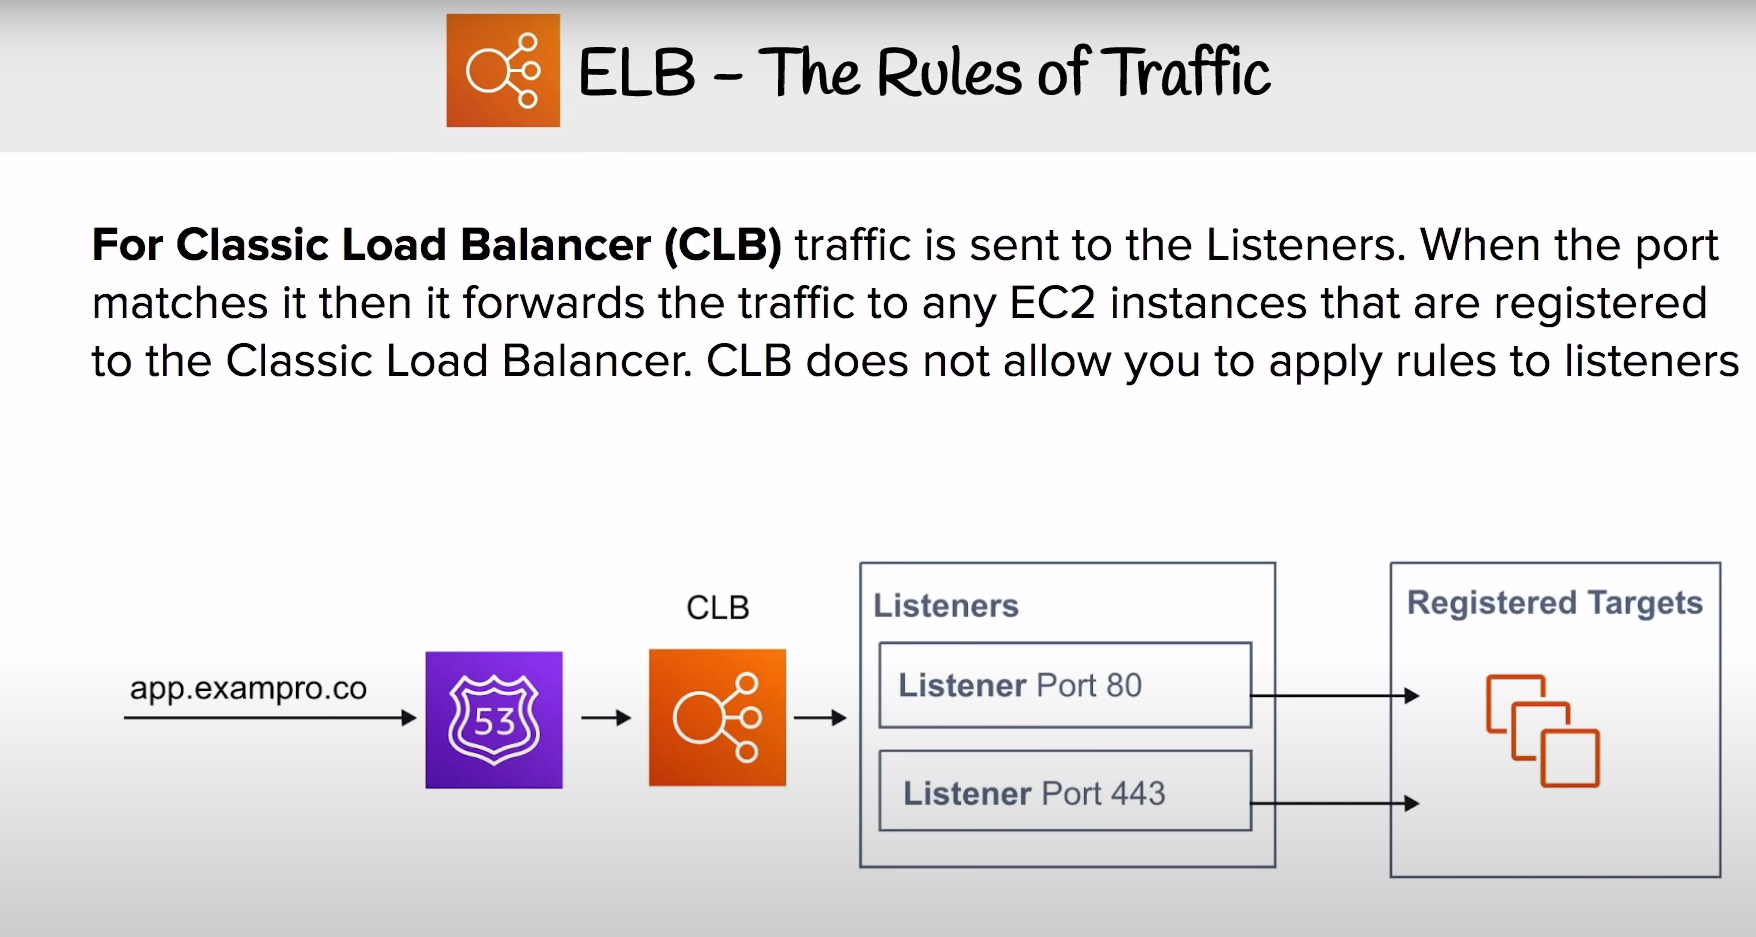 ELB – The Rules of Traffic
For Classic Load Balancer (CLB) traffic is sent to the Listeners. When the port
matches it then it forwards the traffic to any EC2 instances that are registered
to the Classic Load Balancer. CLB does not allow you to apply rules to listeners
app.exampro.co
53
CLB
Listeners
Listener Port 80
Listener Port 443
Registered Targets